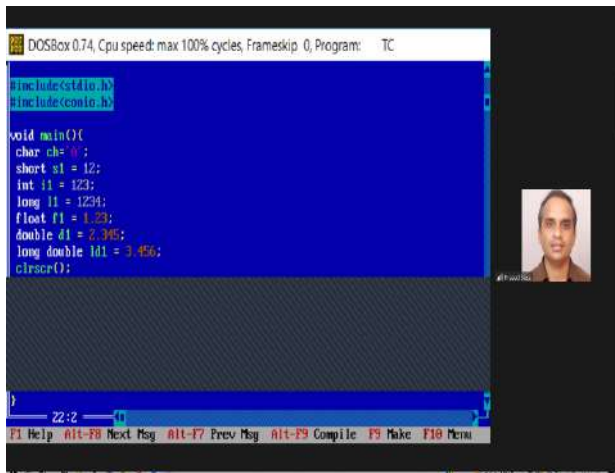 DOSBox 0.74, Cpu speed: max 100% cycles, Frameskip 0, Program: TC
#include<stdio.h>
#include<conio.h>
void main(){
char ch='
short s1 = 12;
int i1 = 123;
long l1 = 1234;
float f1 = 1.23;
double d1 = 2.345;
long double ld1 = 3.456;
clrscr();
}
22:2
F1 Help Alt-F8 Next Msg Alt-F7 Prev Msg Alt-F9 Compile F9 Make F10 Menu